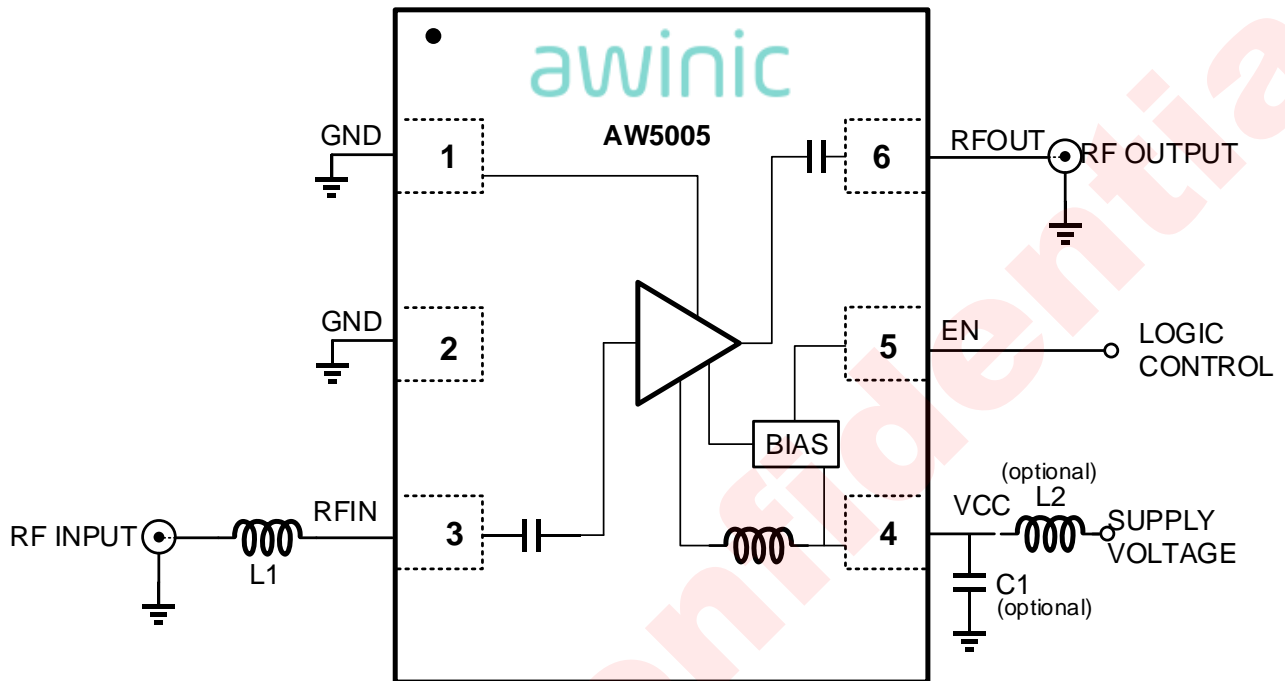 awinic
AW5005
GND
1
6
RFOUT
RF OUTPUT
GND
2
5
EN
LOGIC
CONTROL
BIAS
RF INPUT
L1
RFIN
3
4
VCC
(optional)
L2
SUPPLY
VOLTAGE
C1
(optional)
onfidentia